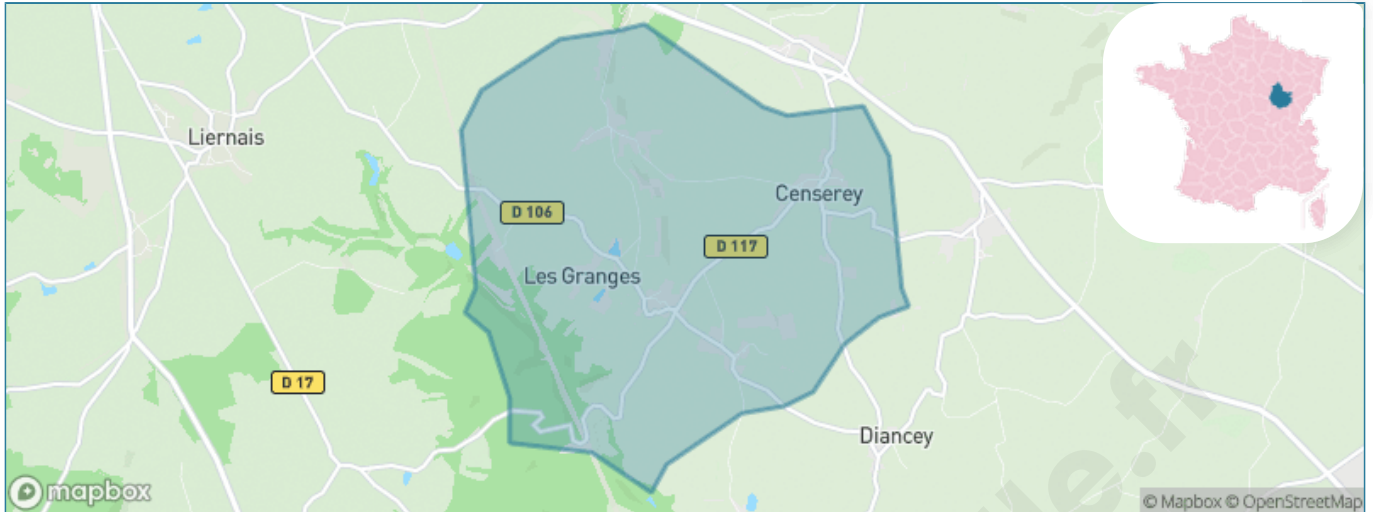 Liernais
Censerey
D 106
D 117
Les Granges
D 17
Diancey
mapbox
© Mapbox © OpenStreetMap